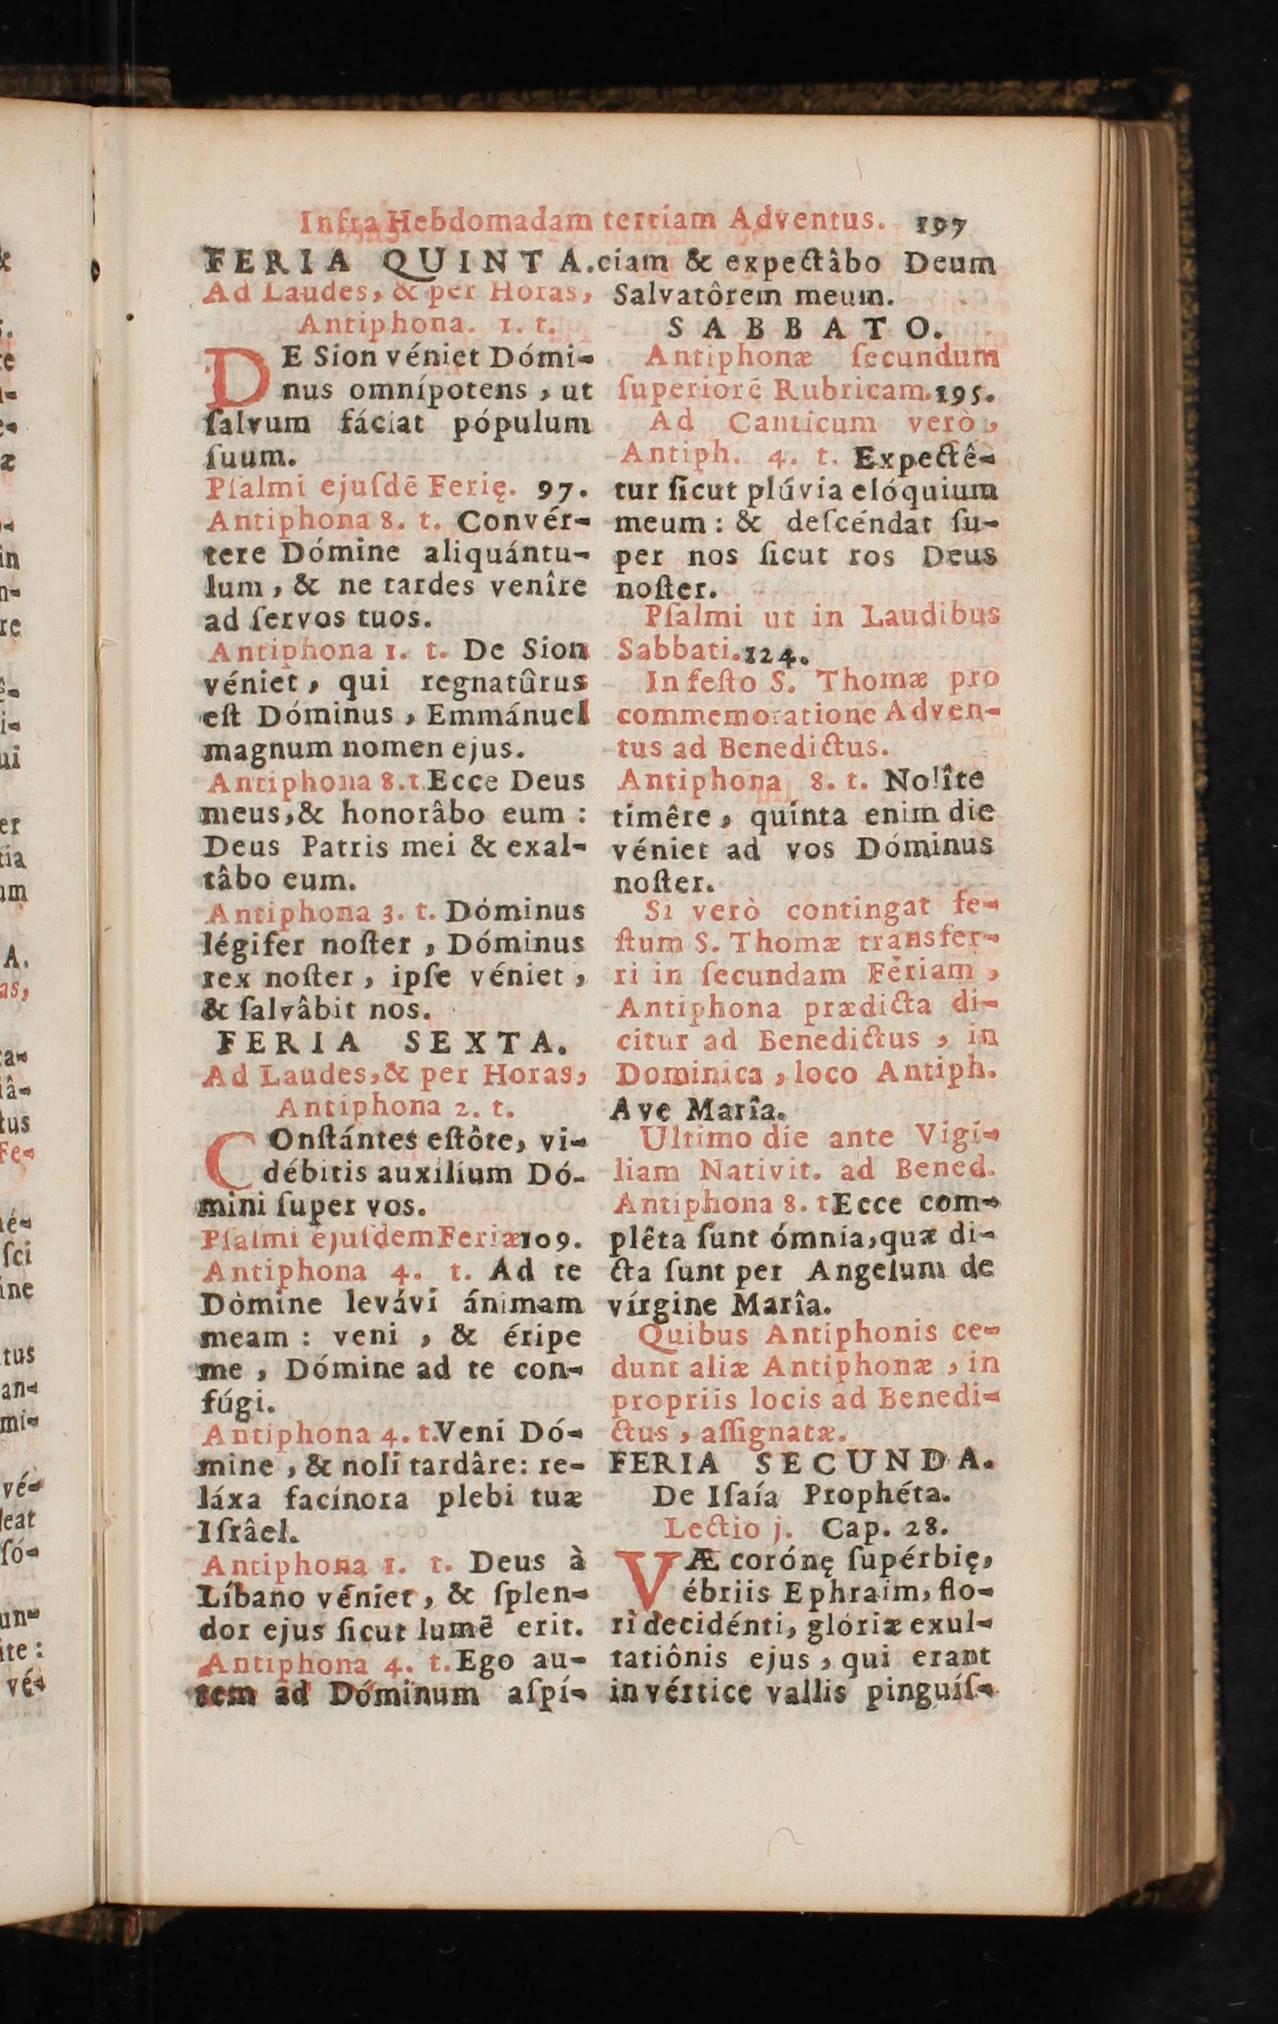 Infra Hebdomadam tertiam Adventus. 197
FERIA QUINTA.
Ad Laudes, & per Horas,
Antiphona. 1. t.
DE Sion véniet Dómi-
nus omnípotens, ut
ſalvum fáciat pópulum
ſuum.
Pſalmi ejuſdē Ferię. 97.
Antiphona 8. t. Convér-
tere Dómine aliquántu-
lum, & ne tardes venîre
ad ſervos tuos.
Antiphona 1. t. De Sion
véniet, qui regnatûrus
eſt Dóminus, Emmánuel
magnum nomen ejus.
Antiphona 8. t. Ecce Deus
meus, & honorâbo eum :
Deus Patris mei & exal-
tâbo eum.
Antiphona 3. t. Dóminus
légifer noſter, Dóminus
rex noſter, ipſe véniet,
& ſalvâbit nos.
FERIA SEXTA.
Ad Laudes, & per Horas,
Antiphona 2. t.
COnſtántes eſtôte, vi-
débitis auxilíum Dó-
mini ſuper vos.
Pſalmi ejuſdem Feriæ 109.
Antiphona 4. t. Ad te
Dòmine levávi ánimam
meam : veni, & éripe
me, Dómine ad te con-
fúgi.
Antiphona 4. t. Veni Dó-
mine, & noli tardâre: re-
láxa facínora plebi tuæ
Iſrâel.
Antiphona 1. t. Deus à
Líbano véniet, & ſplen-
dor ejus ſicut lumē erit.
Antiphona 4. t. Ego au-
tem ad Dóminum aſpí-
ciam & expectâbo Deum
Salvatôrem meum.
SABBATO.
Antiphonæ ſecundum
ſuperiorē Rubricam. 195.
Ad Canticum verò,
Antiph. 4. t. Expectê-
tur ſicut plúvia elóquium
meum : & deſcéndat ſu-
per nos ſicut ros Deus
noſter.
Pſalmi ut in Laudibus
Sabbati. 124.
In feſto S. Thomæ pro
commemoratione Adven-
tus ad Benedictus.
Antiphona 8. t. Nolîte
timêre, quínta enim die
véniet ad vos Dóminus
noſter.
Si verò contingat fe-
ſtum S. Thomæ transfer-
ri in ſecundam Feriam,
Antiphona prædicta di-
citur ad Benedictus, in
Dominica, loco Antiph.
Ave Marîa.
Ultimo die ante Vigi-
liam Nativit. ad Bened.
Antiphona 8. t Ecce com-
plêta ſunt ómnia, quæ di-
cta ſunt per Angelum de
vírgine Marîa.
Quibus Antiphonis ce-
dunt aliæ Antiphonæ, in
propriis locis ad Benedi-
ctus, aſſignatæ.
FERIA SECUNDA.
De Iſaía Prophéta.
Lectio j. Cap. 28.
VÆ corónę ſupérbię,
ébriis Ephraim, flo-
ri decidénti, glóriæ exul-
tatiônis ejus, qui erant
in vértice vallis pinguíſ-